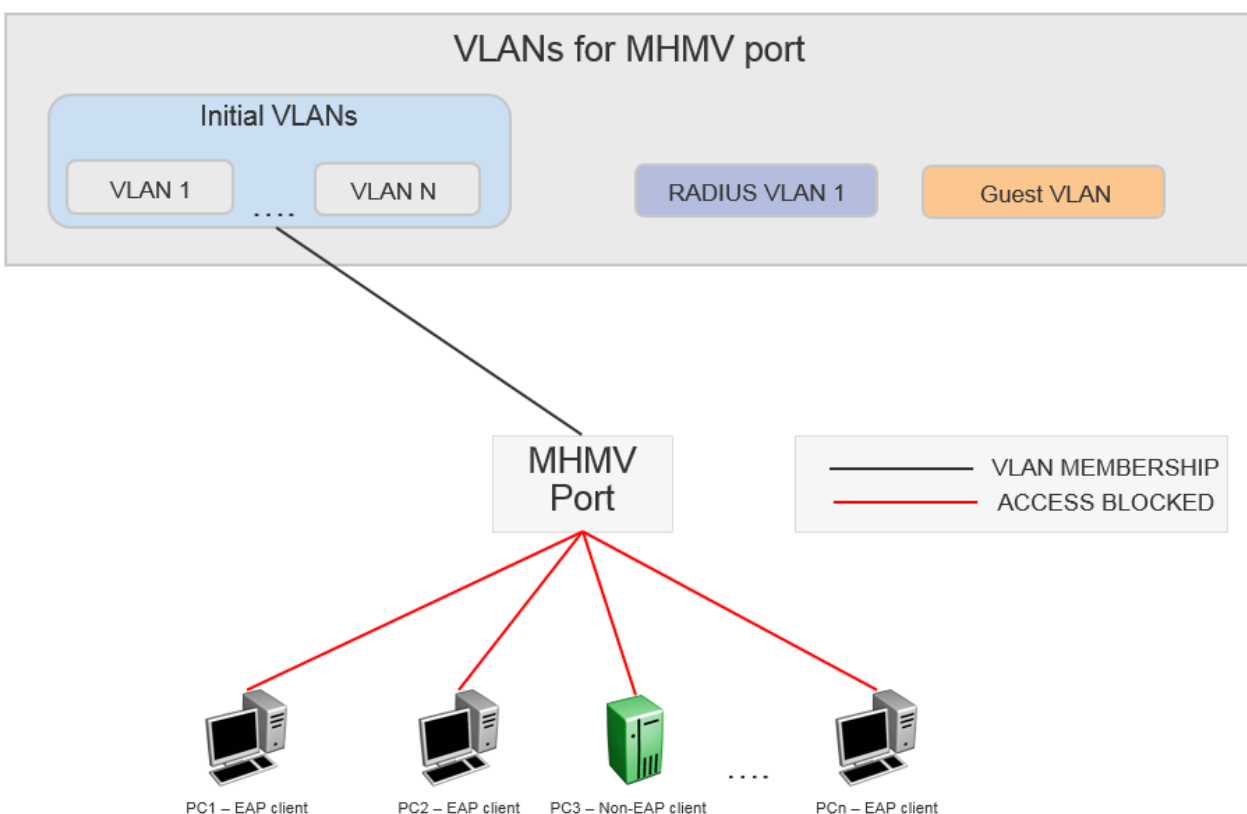 VLANs for MHMV port
Initial VLANs
VLAN 1
....
VLAN N
RADIUS VLAN 1
Guest VLAN
MHMV
Port
VLAN MEMBERSHIP
ACCESS BLOCKED
....
PC1 – EAP client
PC2 – EAP client
PC3 – Non-EAP client
PCn – EAP client